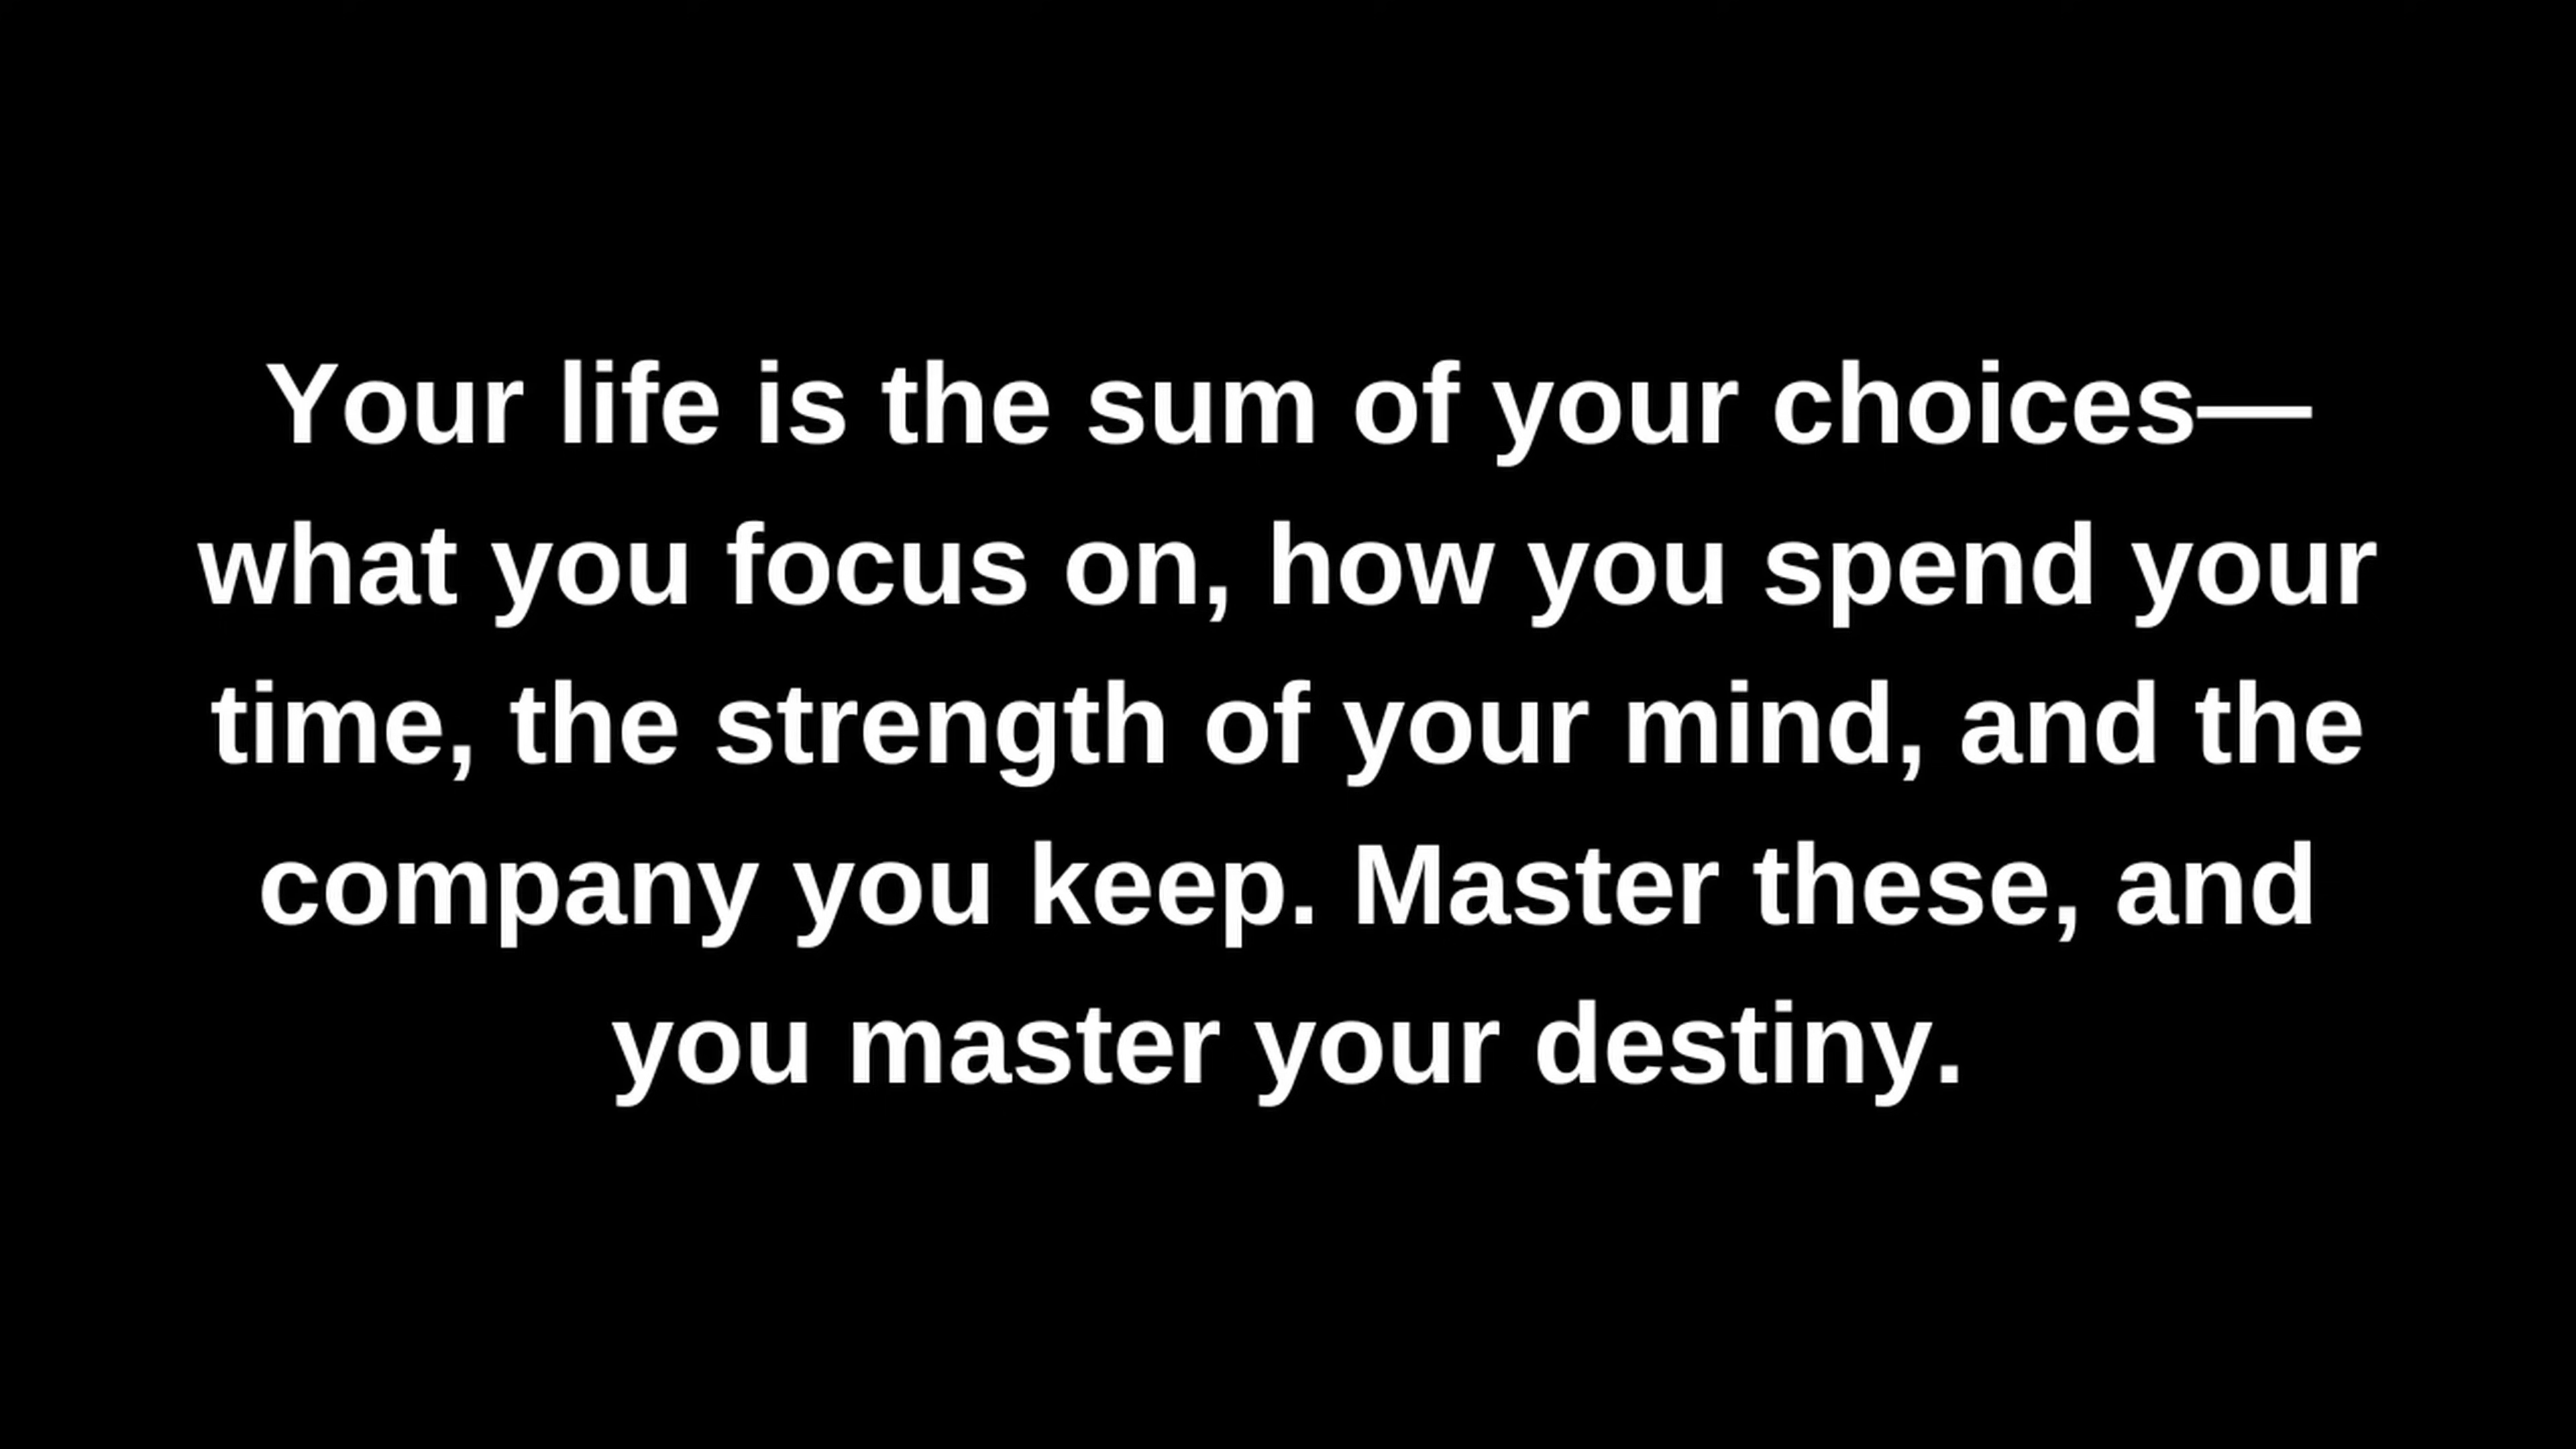 Your life is the sum of your choices—
what you focus on, how you spend your
time, the strength of your mind, and the
company you keep. Master these, and
you master your destiny.